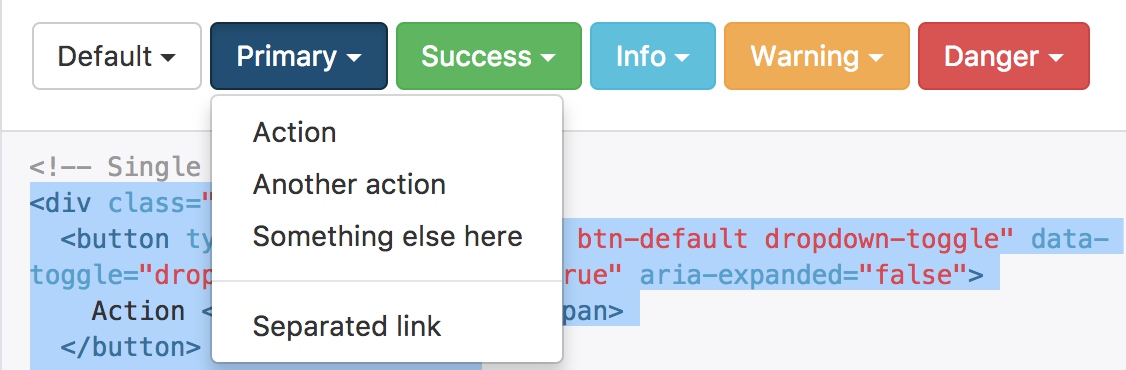 Default Primary Success Info Warning Danger
Action
Another action
Something else here
Separated link
<!-- Single
<div class="
<button ty btn-default dropdown-toggle" data-
toggle="drop rue" aria-expanded="false">
Action < pan>
</button>